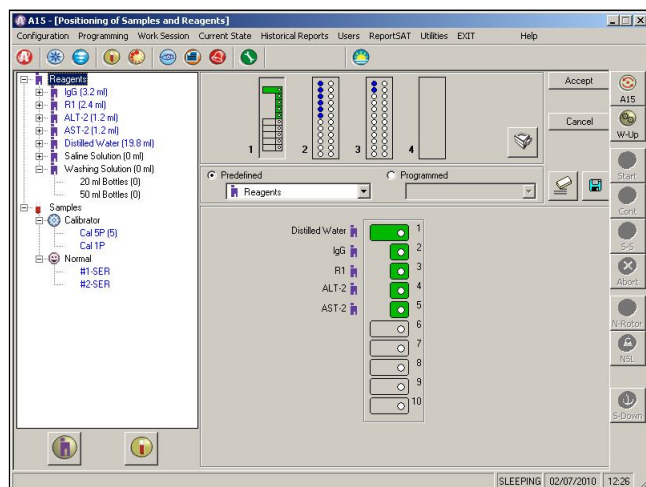 A15 - [Positioning of Samples and Reagents]
Configuration Programming Work Session Current State Historical Reports Users ReportSAT Utilities EXIT Help
Reagents
IgG (3.2 ml)
R1 (2.4 ml)
ALT-2 (1.2 ml)
AST-2 (1.2 ml)
Distilled Water (19.8 ml)
Saline Solution (0 ml)
Washing Solution (0 ml)
20 ml Bottles (0)
50 ml Bottles (0)
Samples
Calibrator
Cal 5P (5)
Cal 1P
Normal
#1-SER
#2-SER
1 2 3 4
Accept
Cancel
Predefined Programmed
Reagents
Distilled Water 1
IgG 2
R1 3
ALT-2 4
AST-2 5
6
7
8
9
10
A15
W-Up
Start
Cont
S-S
Abort
N-Rotor
NSL
S-Down
SLEEPING 02/07/2010 12:26